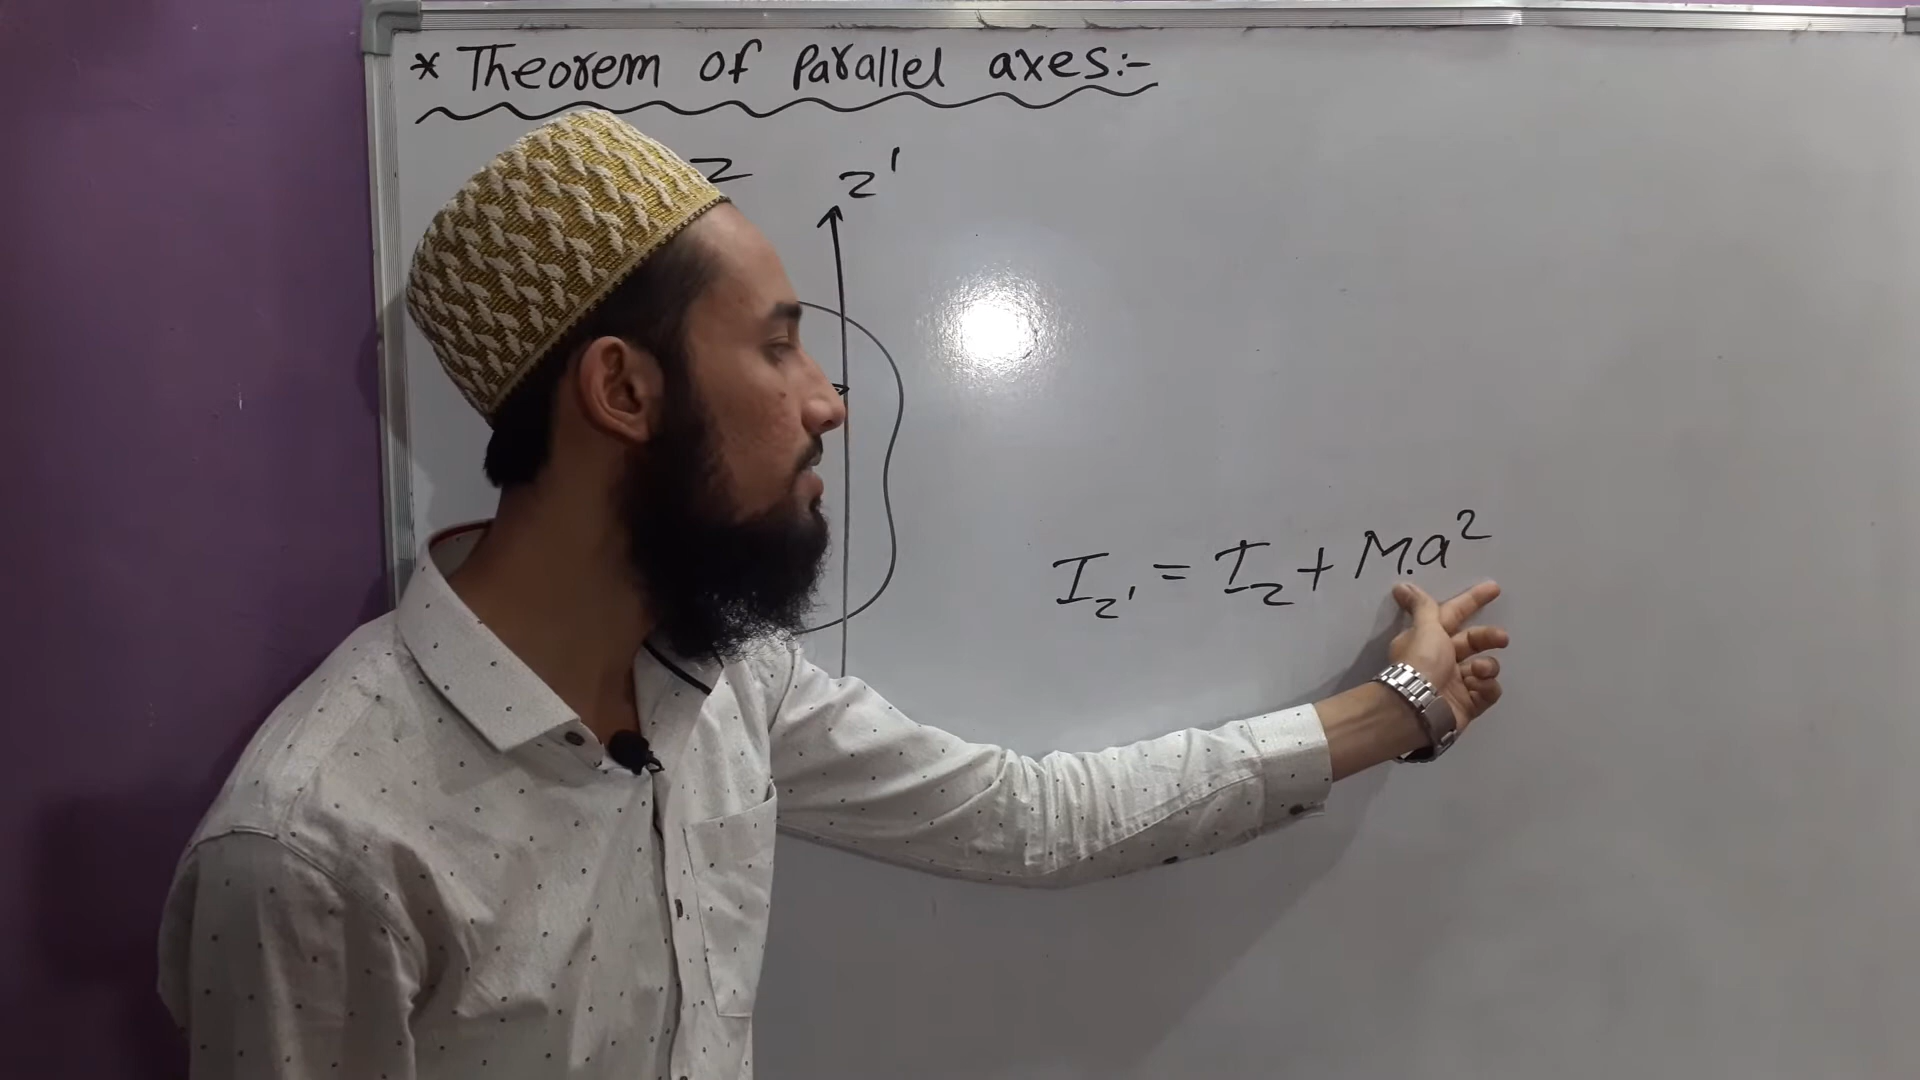 * Theorem of Parallel axes:-
z
z'
I_z' = I_z + M.a²